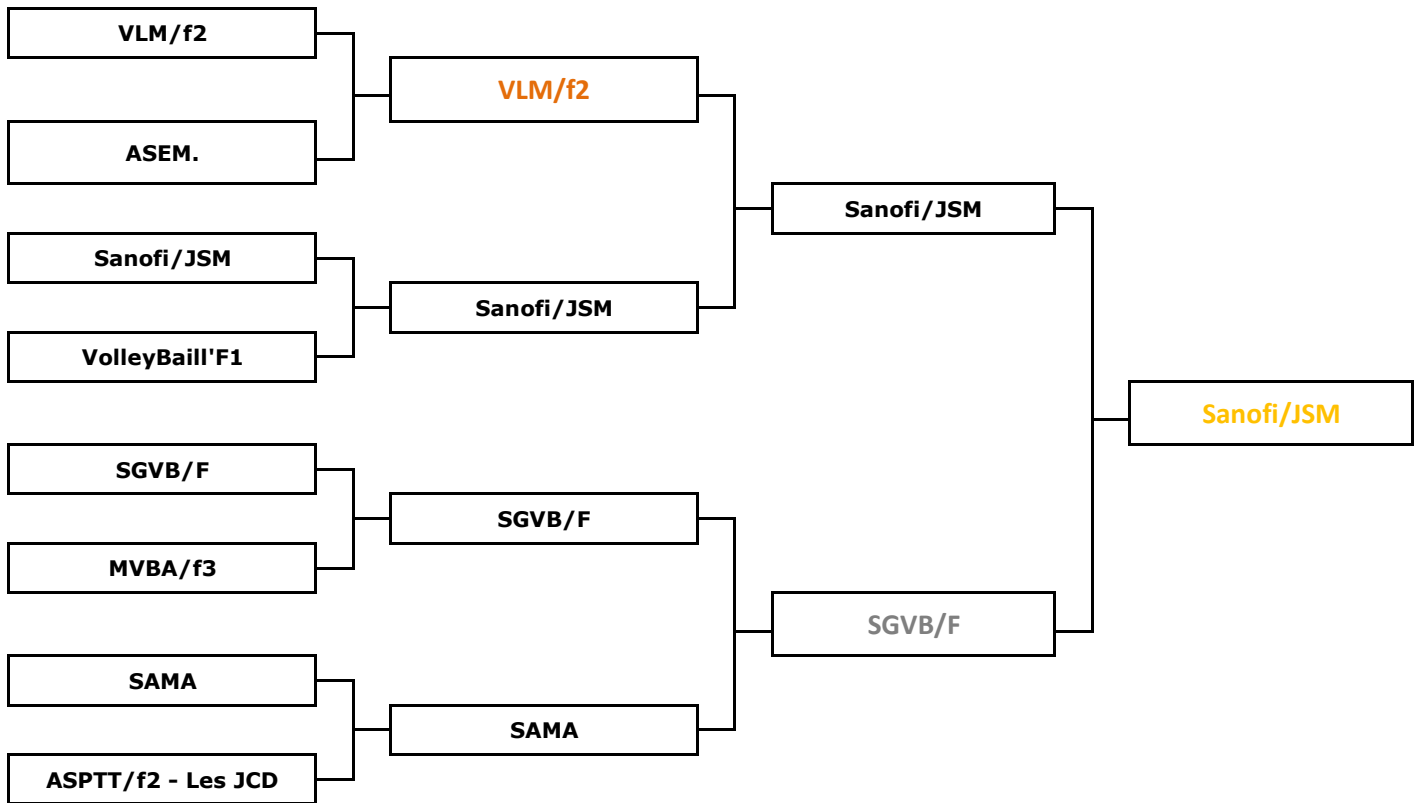 VLM/f2
ASEM.
Sanofi/JSM
VolleyBaill'F1
SGVB/F
MVBA/f3
SAMA
ASPTT/f2 - Les JCD
VLM/f2
Sanofi/JSM
SGVB/F
SAMA
Sanofi/JSM
SGVB/F
Sanofi/JSM